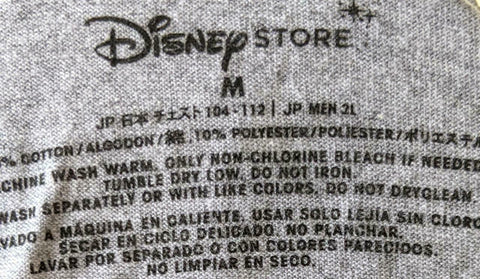 Disney STORE
M
JP 日本 チェスト 104-112 | JP MEN 2L
% COTTON/ALGODON/綿, 10% POLYESTER/POLIESTER/ポリエステル
CHINE WASH WARM. ONLY NON-CHLORINE BLEACH IF NEEDED
TUMBLE DRY LOW. DO NOT IRON.
WASH SEPARATELY OR WITH LIKE COLORS. DO NOT DRYCLEAN.
VADO A MÁQUINA EN CALIENTE. USAR SOLO LEJIA SIN CLORO
SECAR EN CICLO DELICADO. NO PLANCHAR.
LAVAR POR SEPARADO O CON COLORES PARECIDOS.
NO LIMPIAR EN SECO.